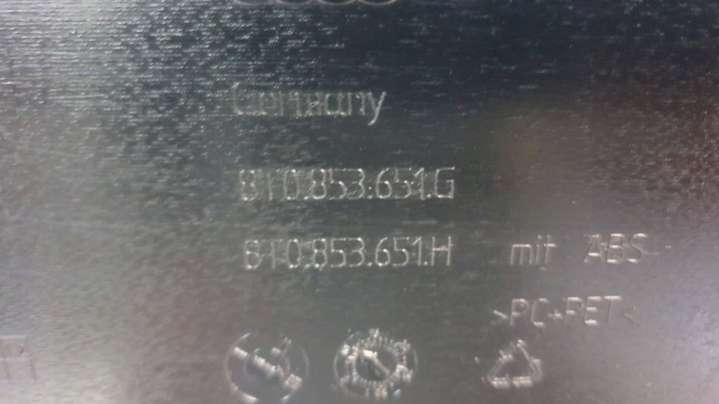 Germany
8T0.853.651.G
8T0.853.651.H mit ABS
>PC+PET<